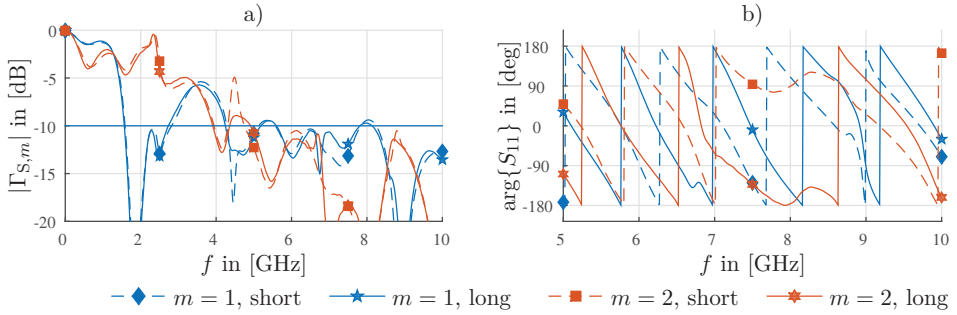 a)
b)
|Γ_{S,m}| in [dB]
0
-5
-10
-15
-20
0 2 4 6 8 10
f in [GHz]
arg{S_{11}} in [deg]
180
90
0
-90
-180
5 6 7 8 9 10
f in [GHz]
m = 1, short m = 1, long m = 2, short m = 2, long